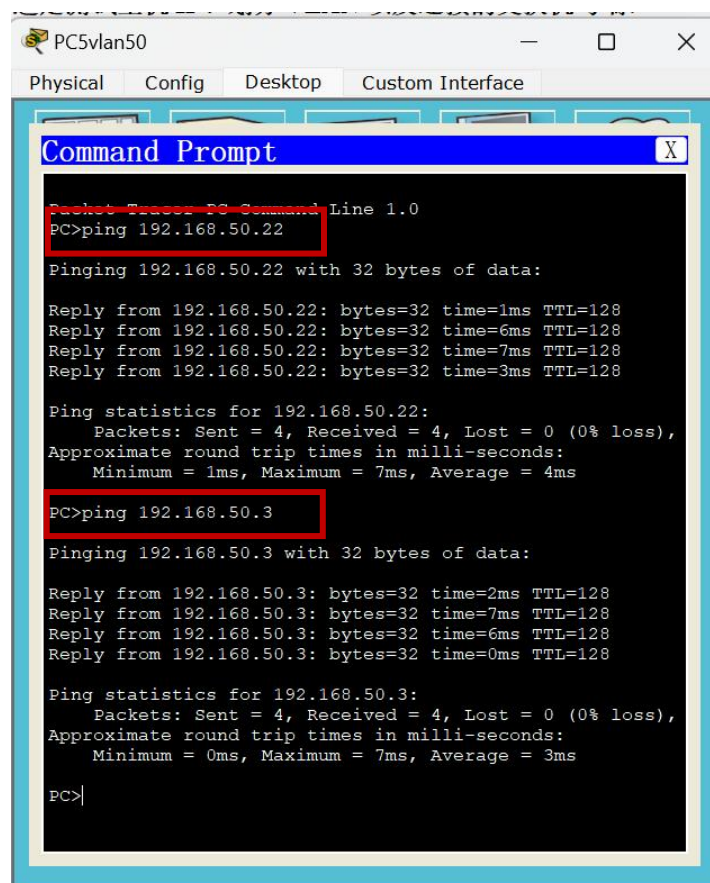 PC5vlan50
Physical Config Desktop Custom Interface
Command Prompt X
Packet Tracer PC Command Line 1.0
PC>ping 192.168.50.22
Pinging 192.168.50.22 with 32 bytes of data:
Reply from 192.168.50.22: bytes=32 time=1ms TTL=128
Reply from 192.168.50.22: bytes=32 time=6ms TTL=128
Reply from 192.168.50.22: bytes=32 time=7ms TTL=128
Reply from 192.168.50.22: bytes=32 time=3ms TTL=128
Ping statistics for 192.168.50.22:
Packets: Sent = 4, Received = 4, Lost = 0 (0% loss),
Approximate round trip times in milli-seconds:
Minimum = 1ms, Maximum = 7ms, Average = 4ms
PC>ping 192.168.50.3
Pinging 192.168.50.3 with 32 bytes of data:
Reply from 192.168.50.3: bytes=32 time=2ms TTL=128
Reply from 192.168.50.3: bytes=32 time=7ms TTL=128
Reply from 192.168.50.3: bytes=32 time=6ms TTL=128
Reply from 192.168.50.3: bytes=32 time=0ms TTL=128
Ping statistics for 192.168.50.3:
Packets: Sent = 4, Received = 4, Lost = 0 (0% loss),
Approximate round trip times in milli-seconds:
Minimum = 0ms, Maximum = 7ms, Average = 3ms
PC>